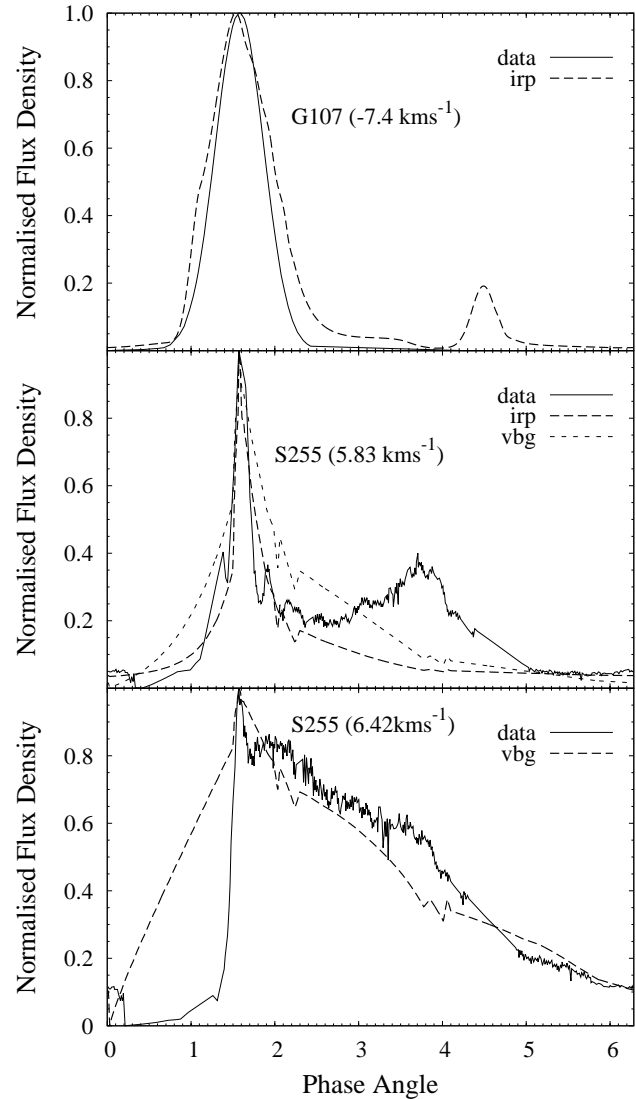 1.0
0.8
0.6
0.4
0.2
Normalised Flux Density
data
irp
G107 (-7.4 kms-1)
0.8
0.6
0.4
0.2
Normalised Flux Density
data
irp
vbg
S255 (5.83 kms-1)
0.8
0.6
0.4
0.2
0
Normalised Flux Density
S255 (6.42kms-1)
data
vbg
0 1 2 3 4 5 6
Phase Angle